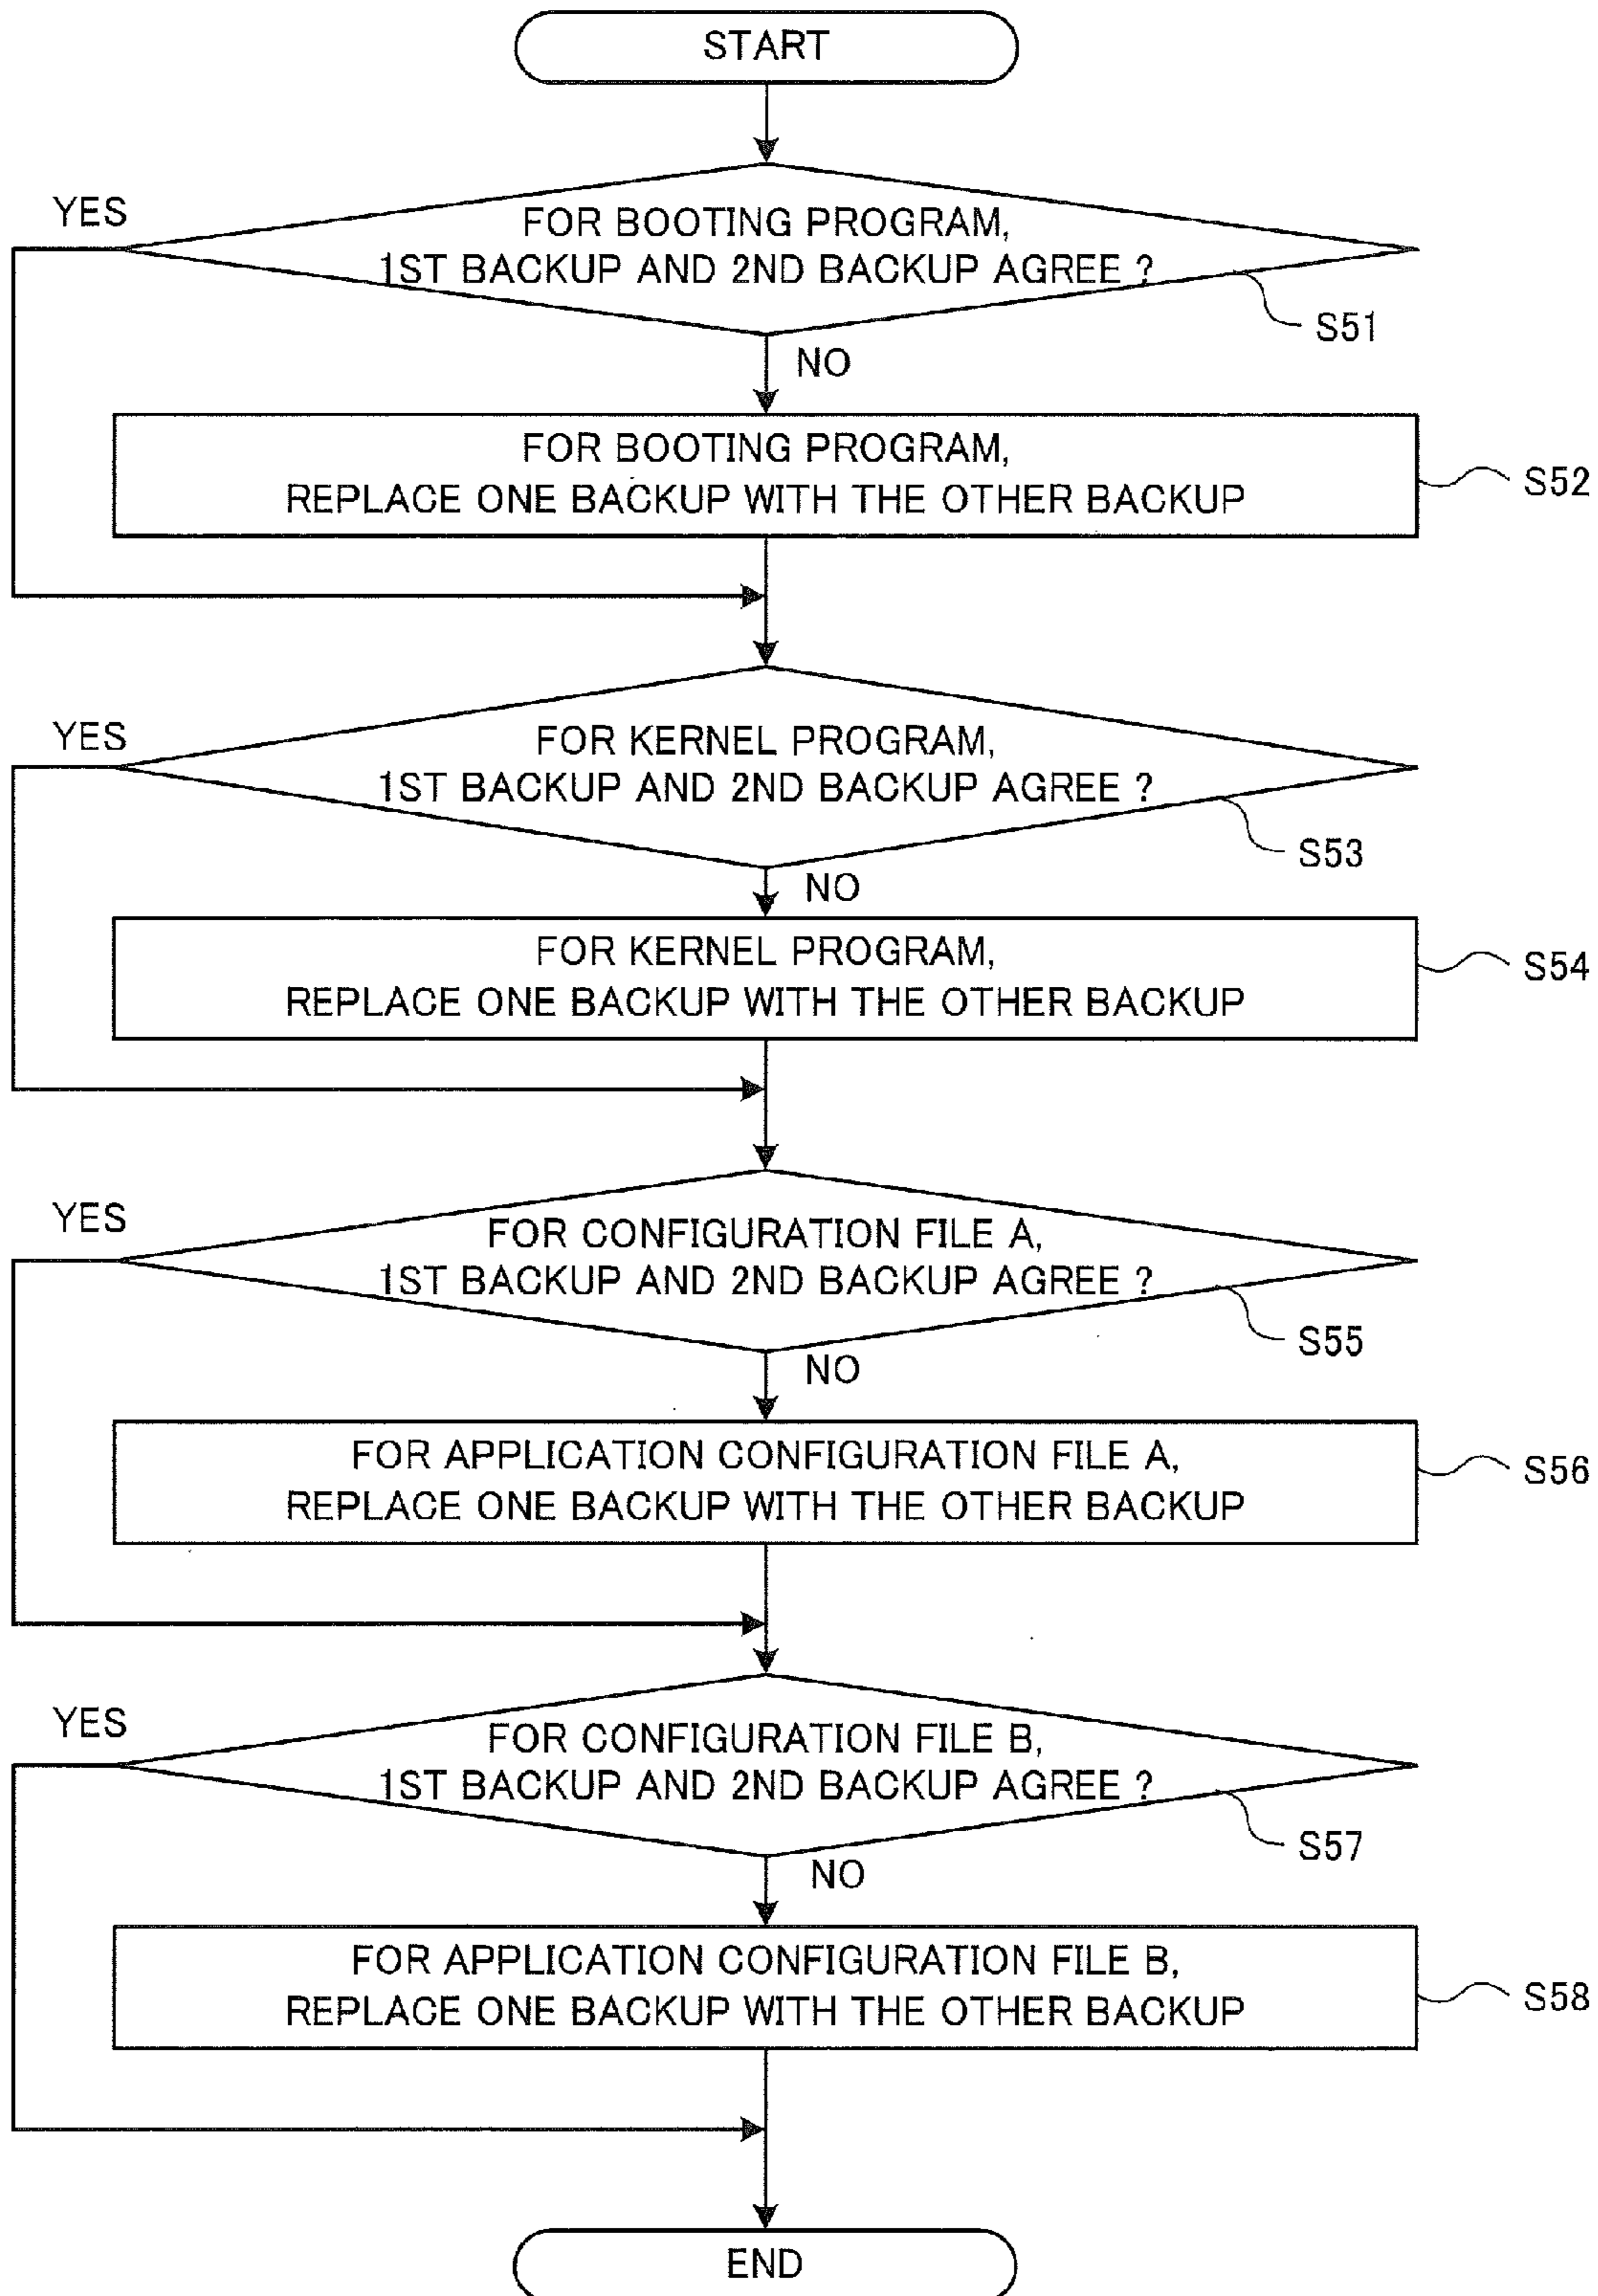 START
YES
FOR BOOTING PROGRAM,
1ST BACKUP AND 2ND BACKUP AGREE ?
S51
NO
FOR BOOTING PROGRAM,
REPLACE ONE BACKUP WITH THE OTHER BACKUP
S52
YES
FOR KERNEL PROGRAM,
1ST BACKUP AND 2ND BACKUP AGREE ?
S53
NO
FOR KERNEL PROGRAM,
REPLACE ONE BACKUP WITH THE OTHER BACKUP
S54
YES
FOR CONFIGURATION FILE A,
1ST BACKUP AND 2ND BACKUP AGREE ?
S55
NO
FOR APPLICATION CONFIGURATION FILE A,
REPLACE ONE BACKUP WITH THE OTHER BACKUP
S56
YES
FOR CONFIGURATION FILE B,
1ST BACKUP AND 2ND BACKUP AGREE ?
S57
NO
FOR APPLICATION CONFIGURATION FILE B,
REPLACE ONE BACKUP WITH THE OTHER BACKUP
S58
END